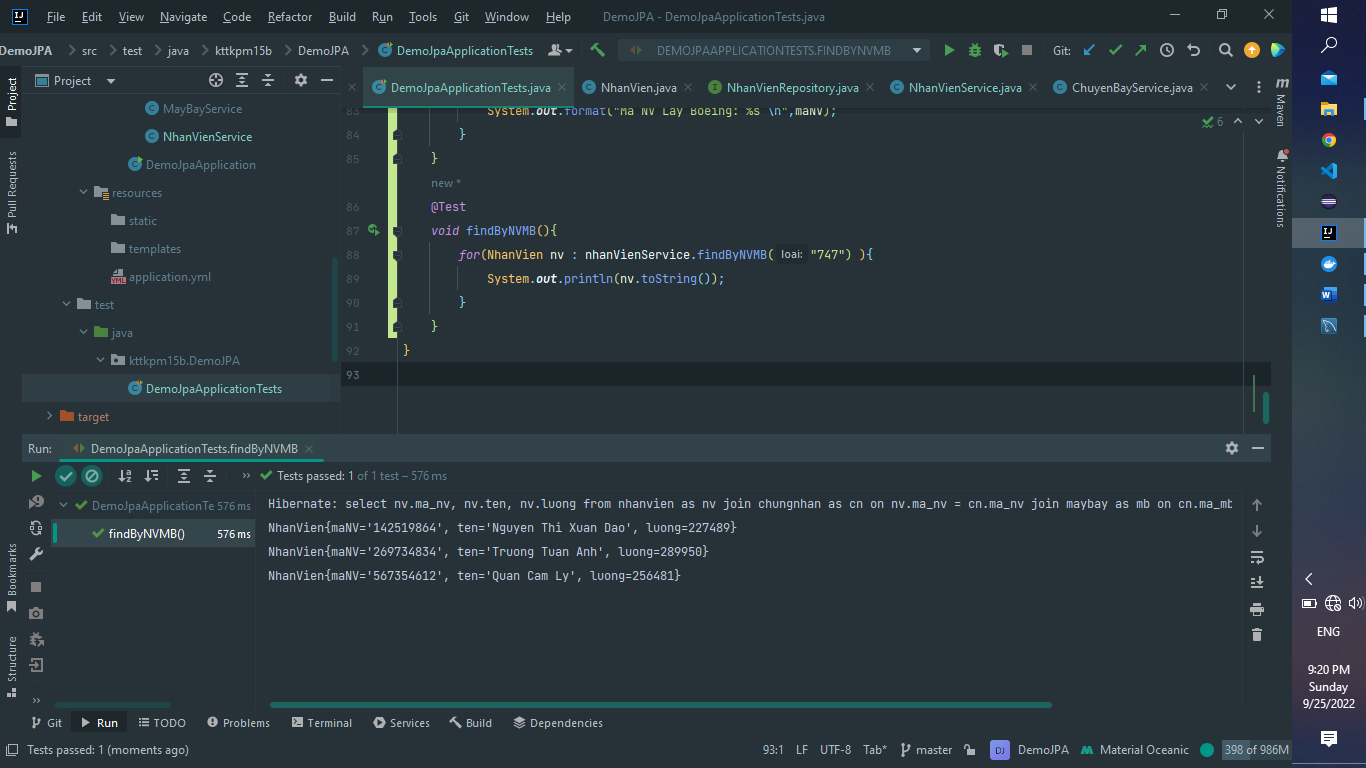 File Edit View Navigate Code Refactor Build Run Tools Git Window Help DemoJPA - DemoJpaApplicationTests.java
DemoJPA src test java kttkpm15b DemoJPA DemoJpaApplicationTests DEMOJPAAPPLICATIONTESTS.FINDBYNVMB Git:
Project
DemoJpaApplicationTests.java NhanVien.java NhanVienRepository.java NhanVienService.java ChuyenBayService.java
Project
Pull Requests
Bookmarks
Structure
MayBayService
NhanVienService
DemoJpaApplication
resources
static
templates
application.yml
test
java
kttkpm15b.DemoJPA
DemoJpaApplicationTests
target
83 System.out.format("Ma NV Lay Boeing: %s \n",maNV);
6
84 }
85 }
new *
86 @Test
87 void findByNVMB(){
88 for(NhanVien nv : nhanVienService.findByNVMB( loai: "747") ){
89 System.out.println(nv.toString());
90 }
91 }
92 }
93
m Maven
Notifications
Run: DemoJpaApplicationTests.findByNVMB
Tests passed: 1 of 1 test – 576 ms
DemoJpaApplicationTe 576 ms
findByNVMB() 576 ms
Hibernate: select nv.ma_nv, nv.ten, nv.luong from nhanvien as nv join chungnhan as cn on nv.ma_nv = cn.ma_nv join maybay as mb on cn.ma_mb
NhanVien{maNV='142519864', ten='Nguyen Thi Xuan Dao', luong=227489}
NhanVien{maNV='269734834', ten='Truong Tuan Anh', luong=289950}
NhanVien{maNV='567354612', ten='Quan Cam Ly', luong=256481}
Git Run TODO Problems Terminal Services Build Dependencies
Tests passed: 1 (moments ago) 93:1 LF UTF-8 Tab* master DJ DemoJPA Material Oceanic 398 of 986M
ENG
9:20 PM
Sunday
9/25/2022